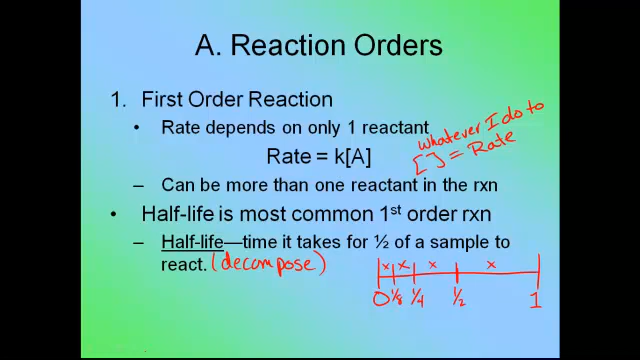 A. Reaction Orders
1. First Order Reaction
• Rate depends on only 1 reactant
Rate = k[A]
whatever I do to
[ ] = Rate
– Can be more than one reactant in the rxn
• Half-life is most common 1st order rxn
– Half-life—time it takes for ½ of a sample to
react. (decompose)
x x x x
0 1/8 1/4 1/2 1